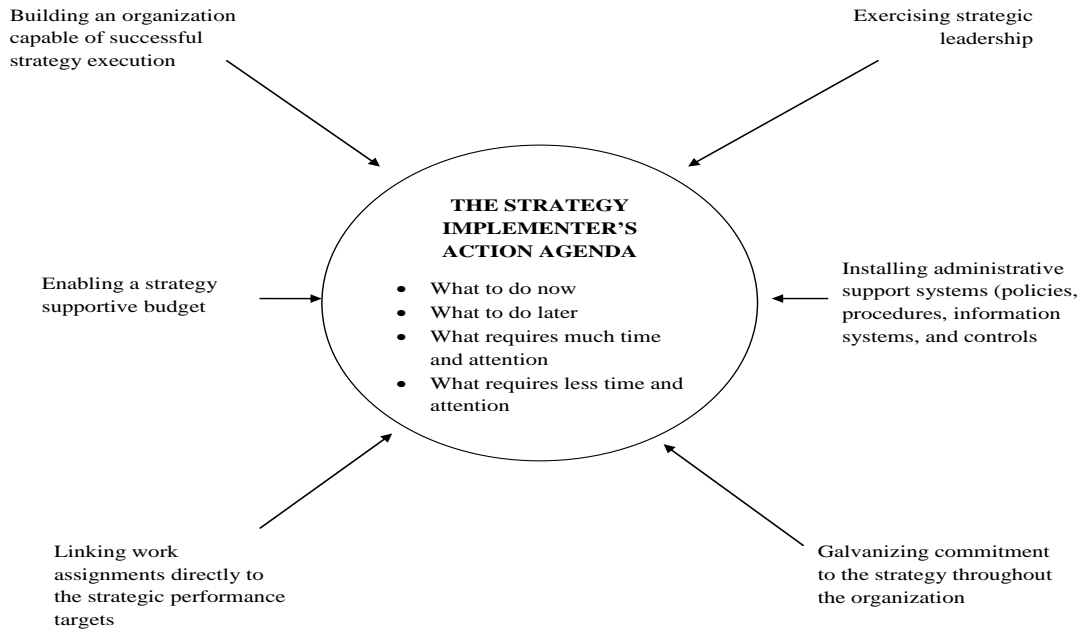 Building an organization
capable of successful
strategy execution
Exercising strategic
leadership
THE STRATEGY
IMPLEMENTER’S
ACTION AGENDA
• What to do now
• What to do later
• What requires much time
and attention
• What requires less time and
attention
Enabling a strategy
supportive budget
Installing administrative
support systems (policies,
procedures, information
systems, and controls
Linking work
assignments directly to
the strategic performance
targets
Galvanizing commitment
to the strategy throughout
the organization